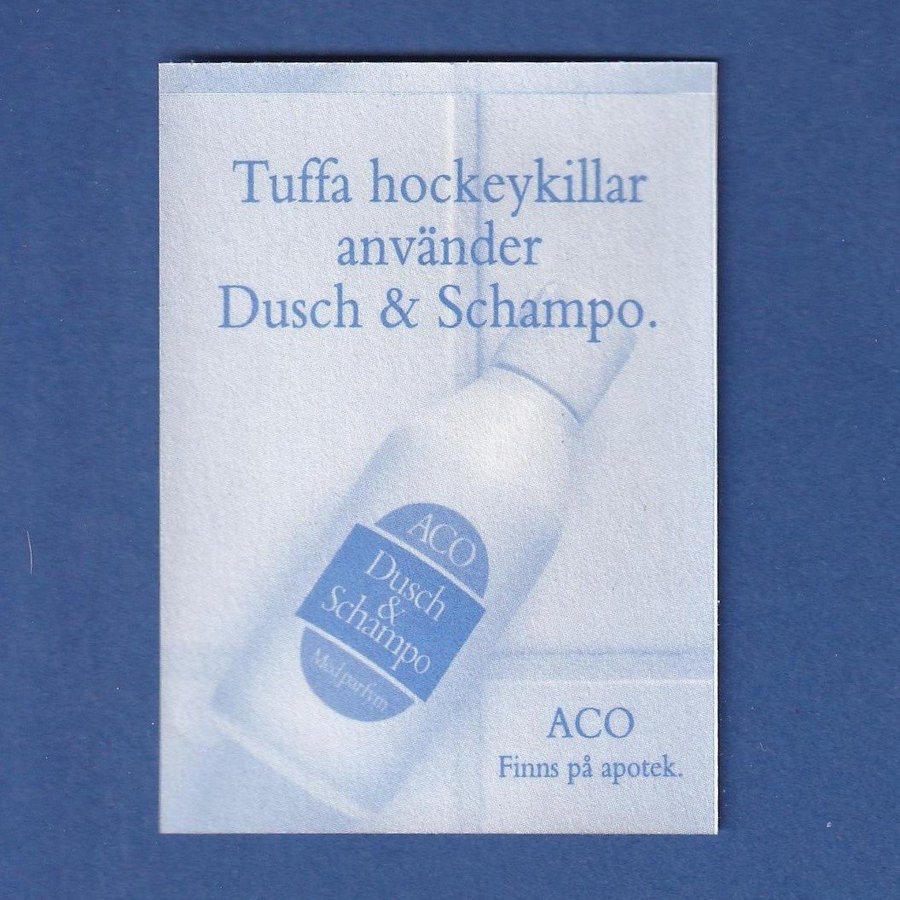 Tuffa hockeykillar
använder
Dusch & Schampo.
ACO
Dusch
&
Schampo
Med parfym
ACO
Finns på apotek.